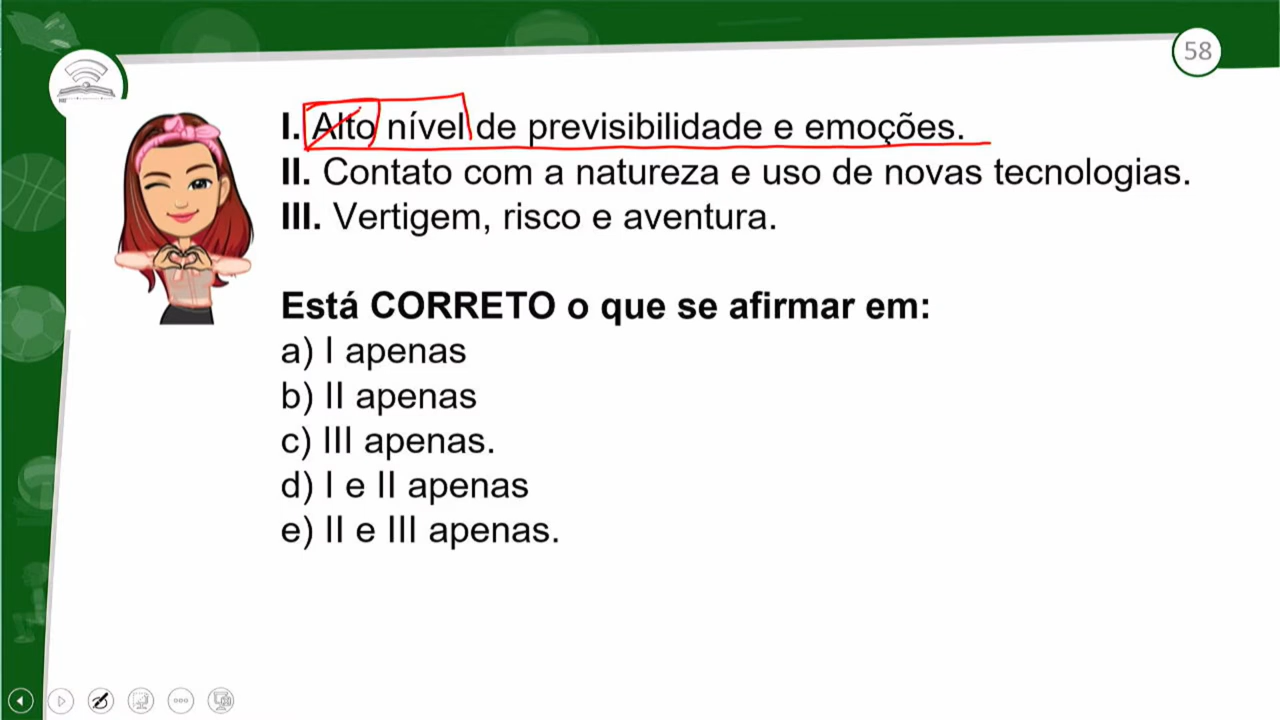 58
I. Alto nível de previsibilidade e emoções.
II. Contato com a natureza e uso de novas tecnologias.
III. Vertigem, risco e aventura.
Está CORRETO o que se afirmar em:
a) I apenas
b) II apenas
c) III apenas.
d) I e II apenas
e) II e III apenas.